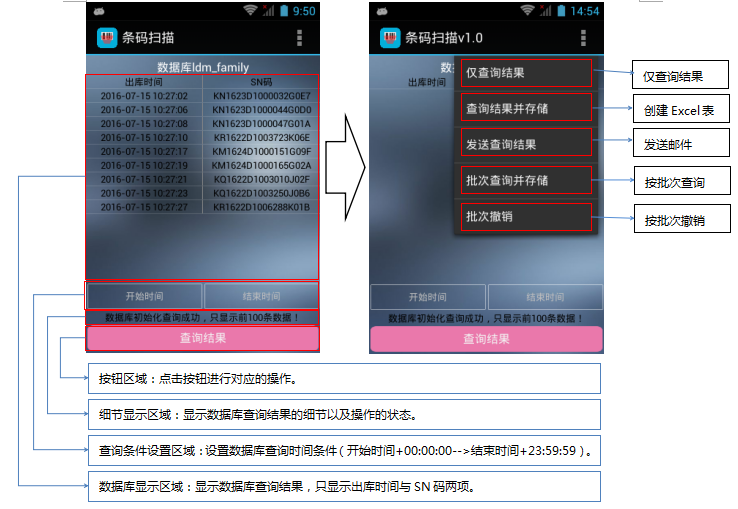 9:50
条码扫描
数据库ldm_family
出库时间 SN码
2016-07-15 10:27:02 KN1623D1000032G0E7
2016-07-15 10:27:06 KN1623D1000044G0D0
2016-07-15 10:27:08 KN1623D1000047G01A
2016-07-15 10:27:10 KR1622D1003723K06E
2016-07-15 10:27:17 KM1624D1000151G09F
2016-07-15 10:27:19 KM1624D1000165G02A
2016-07-15 10:27:21 KQ1622D1003010J02F
2016-07-15 10:27:23 KQ1622D1003250J0B6
2016-07-15 10:27:27 KR1622D1006288K01B
开始时间 结束时间
数据库初始化查询成功，只显示前100条数据！
查询结果
14:54
条码扫描v1.0
数
出库时间
仅查询结果
查询结果并存储
发送查询结果
批次查询并存储
批次撤销
开始时间 结束时间
数据库初始化查询成功，只显示前100条数据！
查询结果
仅查询结果
创建 Excel 表
发送邮件
按批次查询
按批次撤销
按钮区域：点击按钮进行对应的操作。
细节显示区域：显示数据库查询结果的细节以及操作的状态。
查询条件设置区域：设置数据库查询时间条件（开始时间+00:00:00-->结束时间+23:59:59）。
数据库显示区域：显示数据库查询结果，只显示出库时间与 SN 码两项。